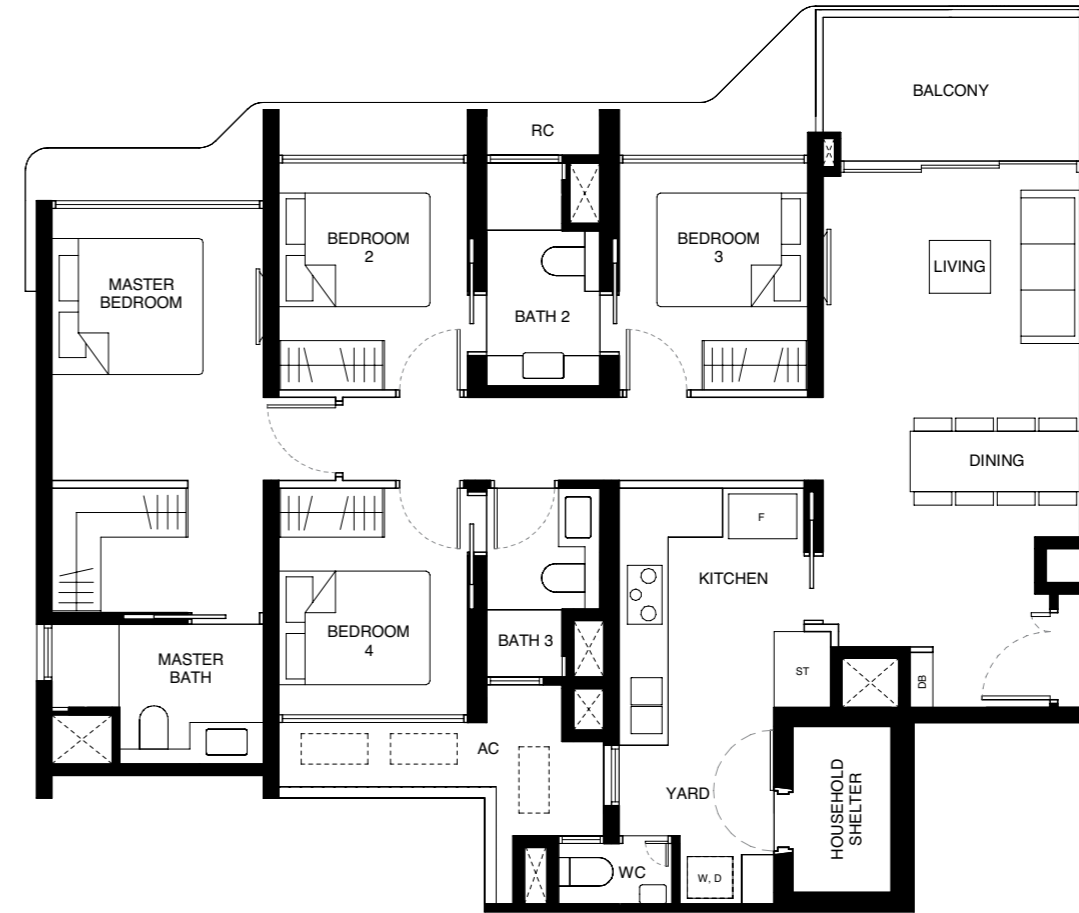 BALCONY
RC
BEDROOM
2
BEDROOM
3
MASTER
BEDROOM
LIVING
BATH 2
DINING
F
KITCHEN
BEDROOM
4
BATH 3
MASTER
BATH
ST
DB
AC
YARD
HOUSEHOLD
SHELTER
WC
W, D